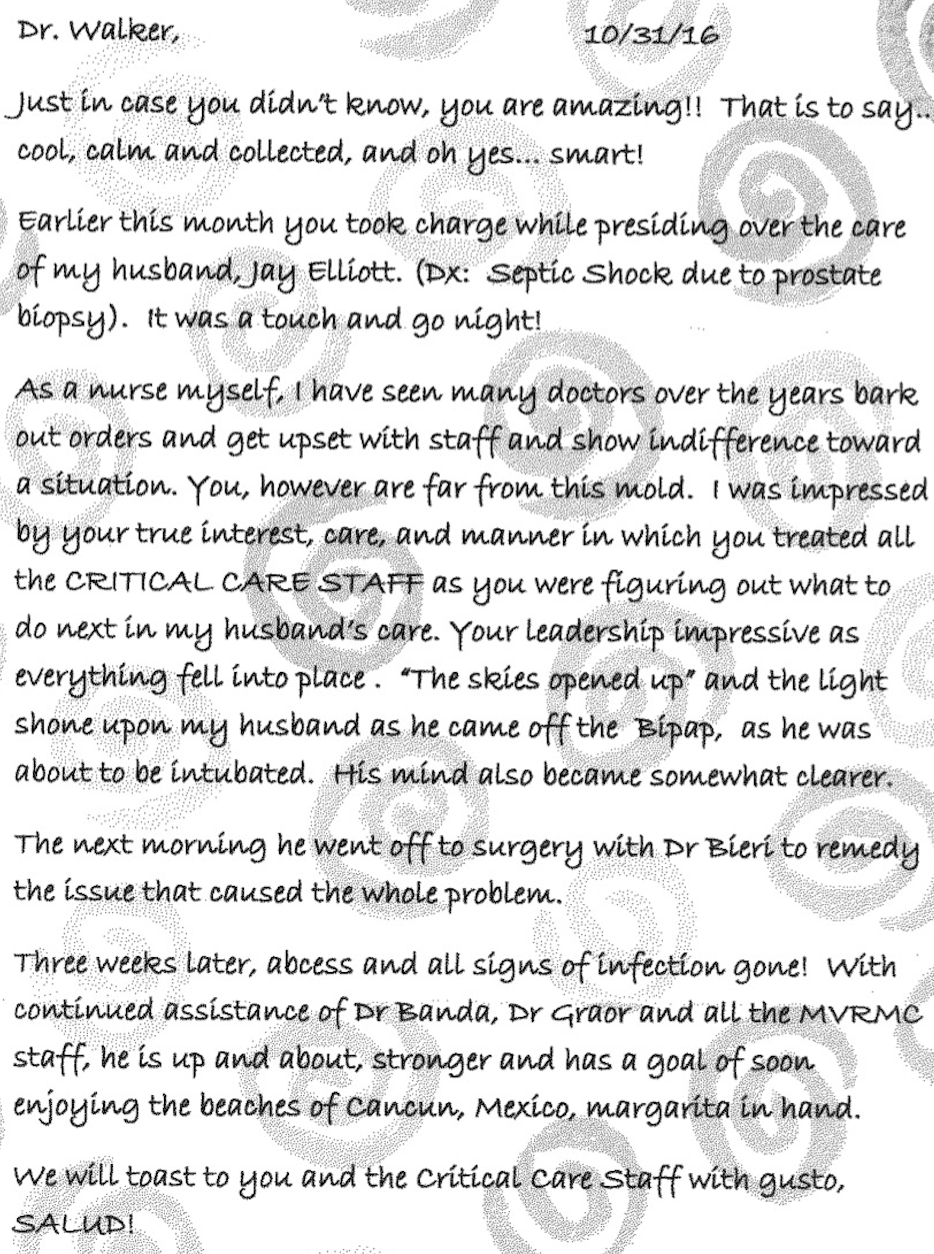 Dr. Walker, 10/31/16
Just in case you didn't know, you are amazing!! That is to say..
cool, calm and collected, and oh yes... smart!
Earlier this month you took charge while presiding over the care
of my husband, Jay Elliott. (Dx: Septic Shock due to prostate
biopsy). It was a touch and go night!
As a nurse myself, I have seen many doctors over the years bark
out orders and get upset with staff and show indifference toward
a situation. You, however are far from this mold. I was impressed
by your true interest, care, and manner in which you treated all
the CRITICAL CARE STAFF as you were figuring out what to
do next in my husband's care. Your leadership impressive as
everything fell into place . "The skies opened up" and the light
shone upon my husband as he came off the Bipap, as he was
about to be intubated. His mind also became somewhat clearer.
The next morning he went off to surgery with Dr Bieri to remedy
the issue that caused the whole problem.
Three weeks later, abcess and all signs of infection gone! With
continued assistance of Dr Banda, Dr Graor and all the MVRMC
staff, he is up and about, stronger and has a goal of soon
enjoying the beaches of Cancun, Mexico, margarita in hand.
We will toast to you and the Critical Care Staff with gusto,
SALUD!